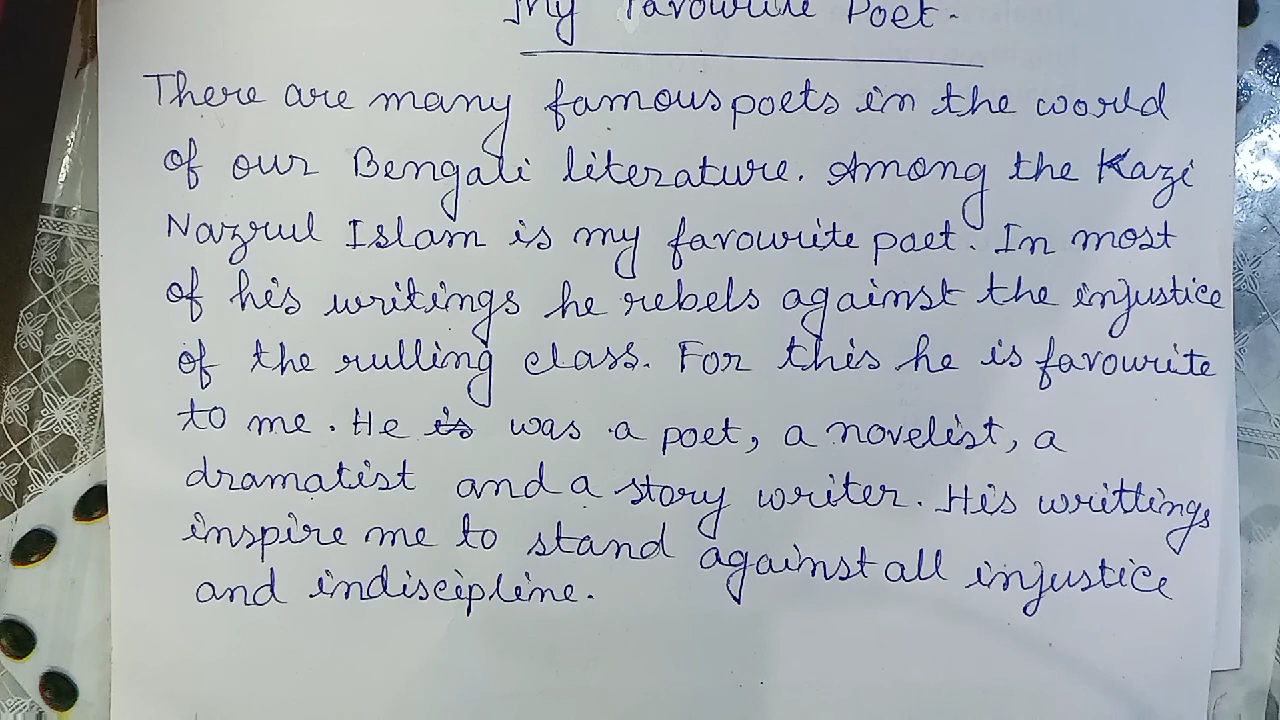 My Favourite Poet.
There are many famous poets in the world
of our Bengali literature. Among the Kazi
Nazrul Islam is my favourite paet. In most
of his writings he rebels against the injustice
of the rulling class. For this he is favourite
to me. He is was a poet, a novelist, a
dramatist and a story writer. His writtings
inspire me to stand against all injustice
and indiscipline.